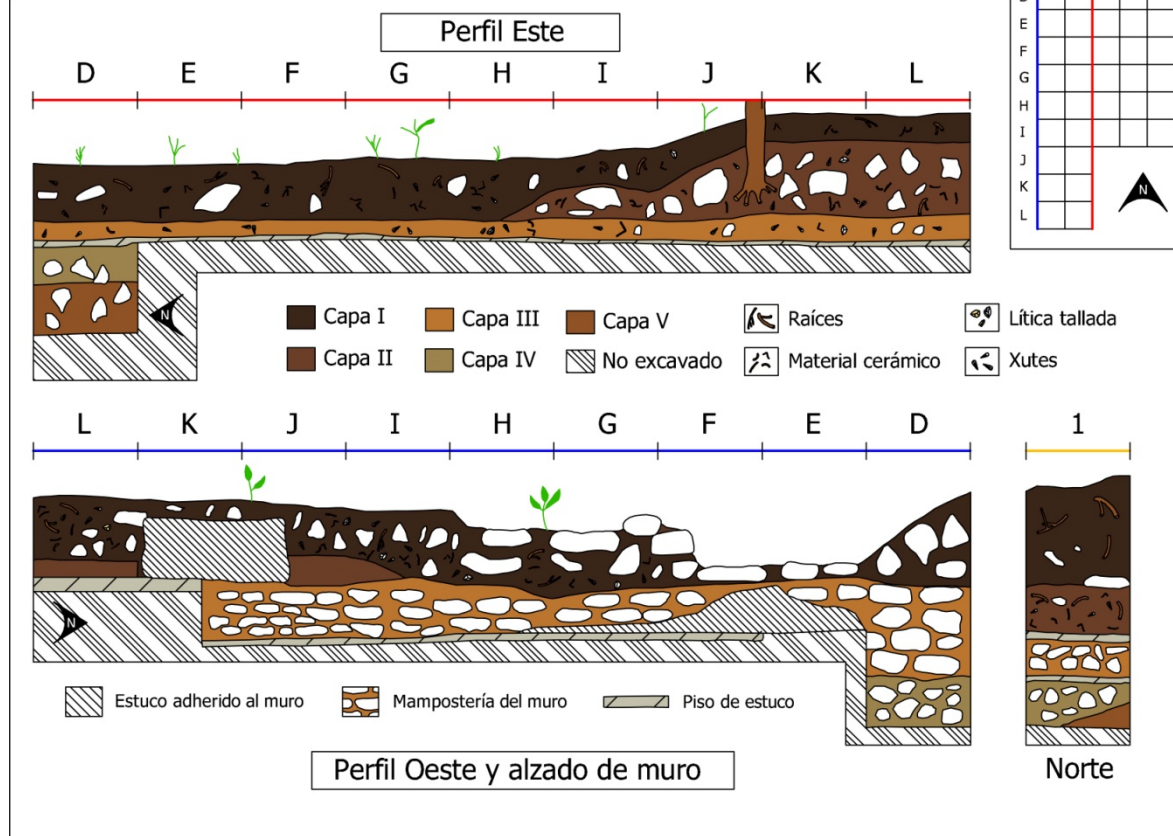 Perfil Este
D E F G H I J K L
E
F
G
H
I
J
K
L
N
N
Capa I
Capa III
Capa V
Raíces
Lítica tallada
Capa II
Capa IV
No excavado
Material cerámico
Xutes
L K J I H G F E D
1
N
Estuco adherido al muro
Mampostería del muro
Piso de estuco
Norte
Perfil Oeste y alzado de muro